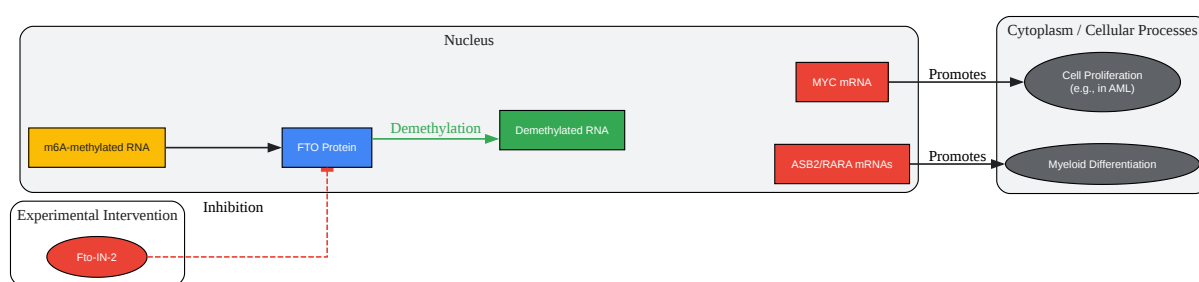 Nucleus
Cytoplasm / Cellular Processes
MYC mRNA
Promotes
Cell Proliferation
(e.g., in AML)
m6A-methylated RNA
FTO Protein
Demethylation
Demethylated RNA
ASB2/RARA mRNAs
Promotes
Myeloid Differentiation
Experimental Intervention
Inhibition
Fto-IN-2